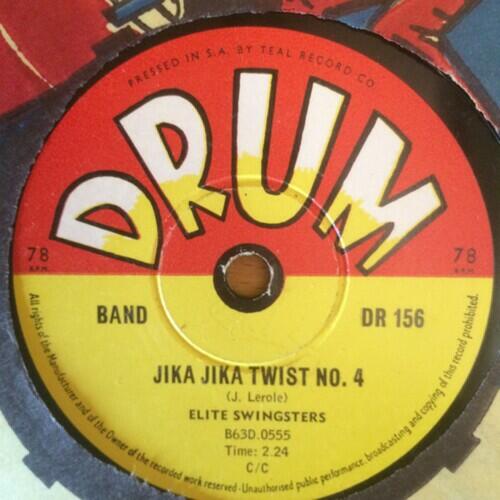 PRESSED IN S.A. BY TEAL RECORD CO
DRUM
78 R.P.M.
78 R.P.M.
BAND
DR 156
JIKA JIKA TWIST NO. 4
(J. Lerole)
ELITE SWINGSTERS
B63D.0555
Time: 2.24
C/C
All rights of the Manufacturer and of the Owner of the recorded work reserved - Unauthorised public performance, broadcasting and copying of this record prohibited.